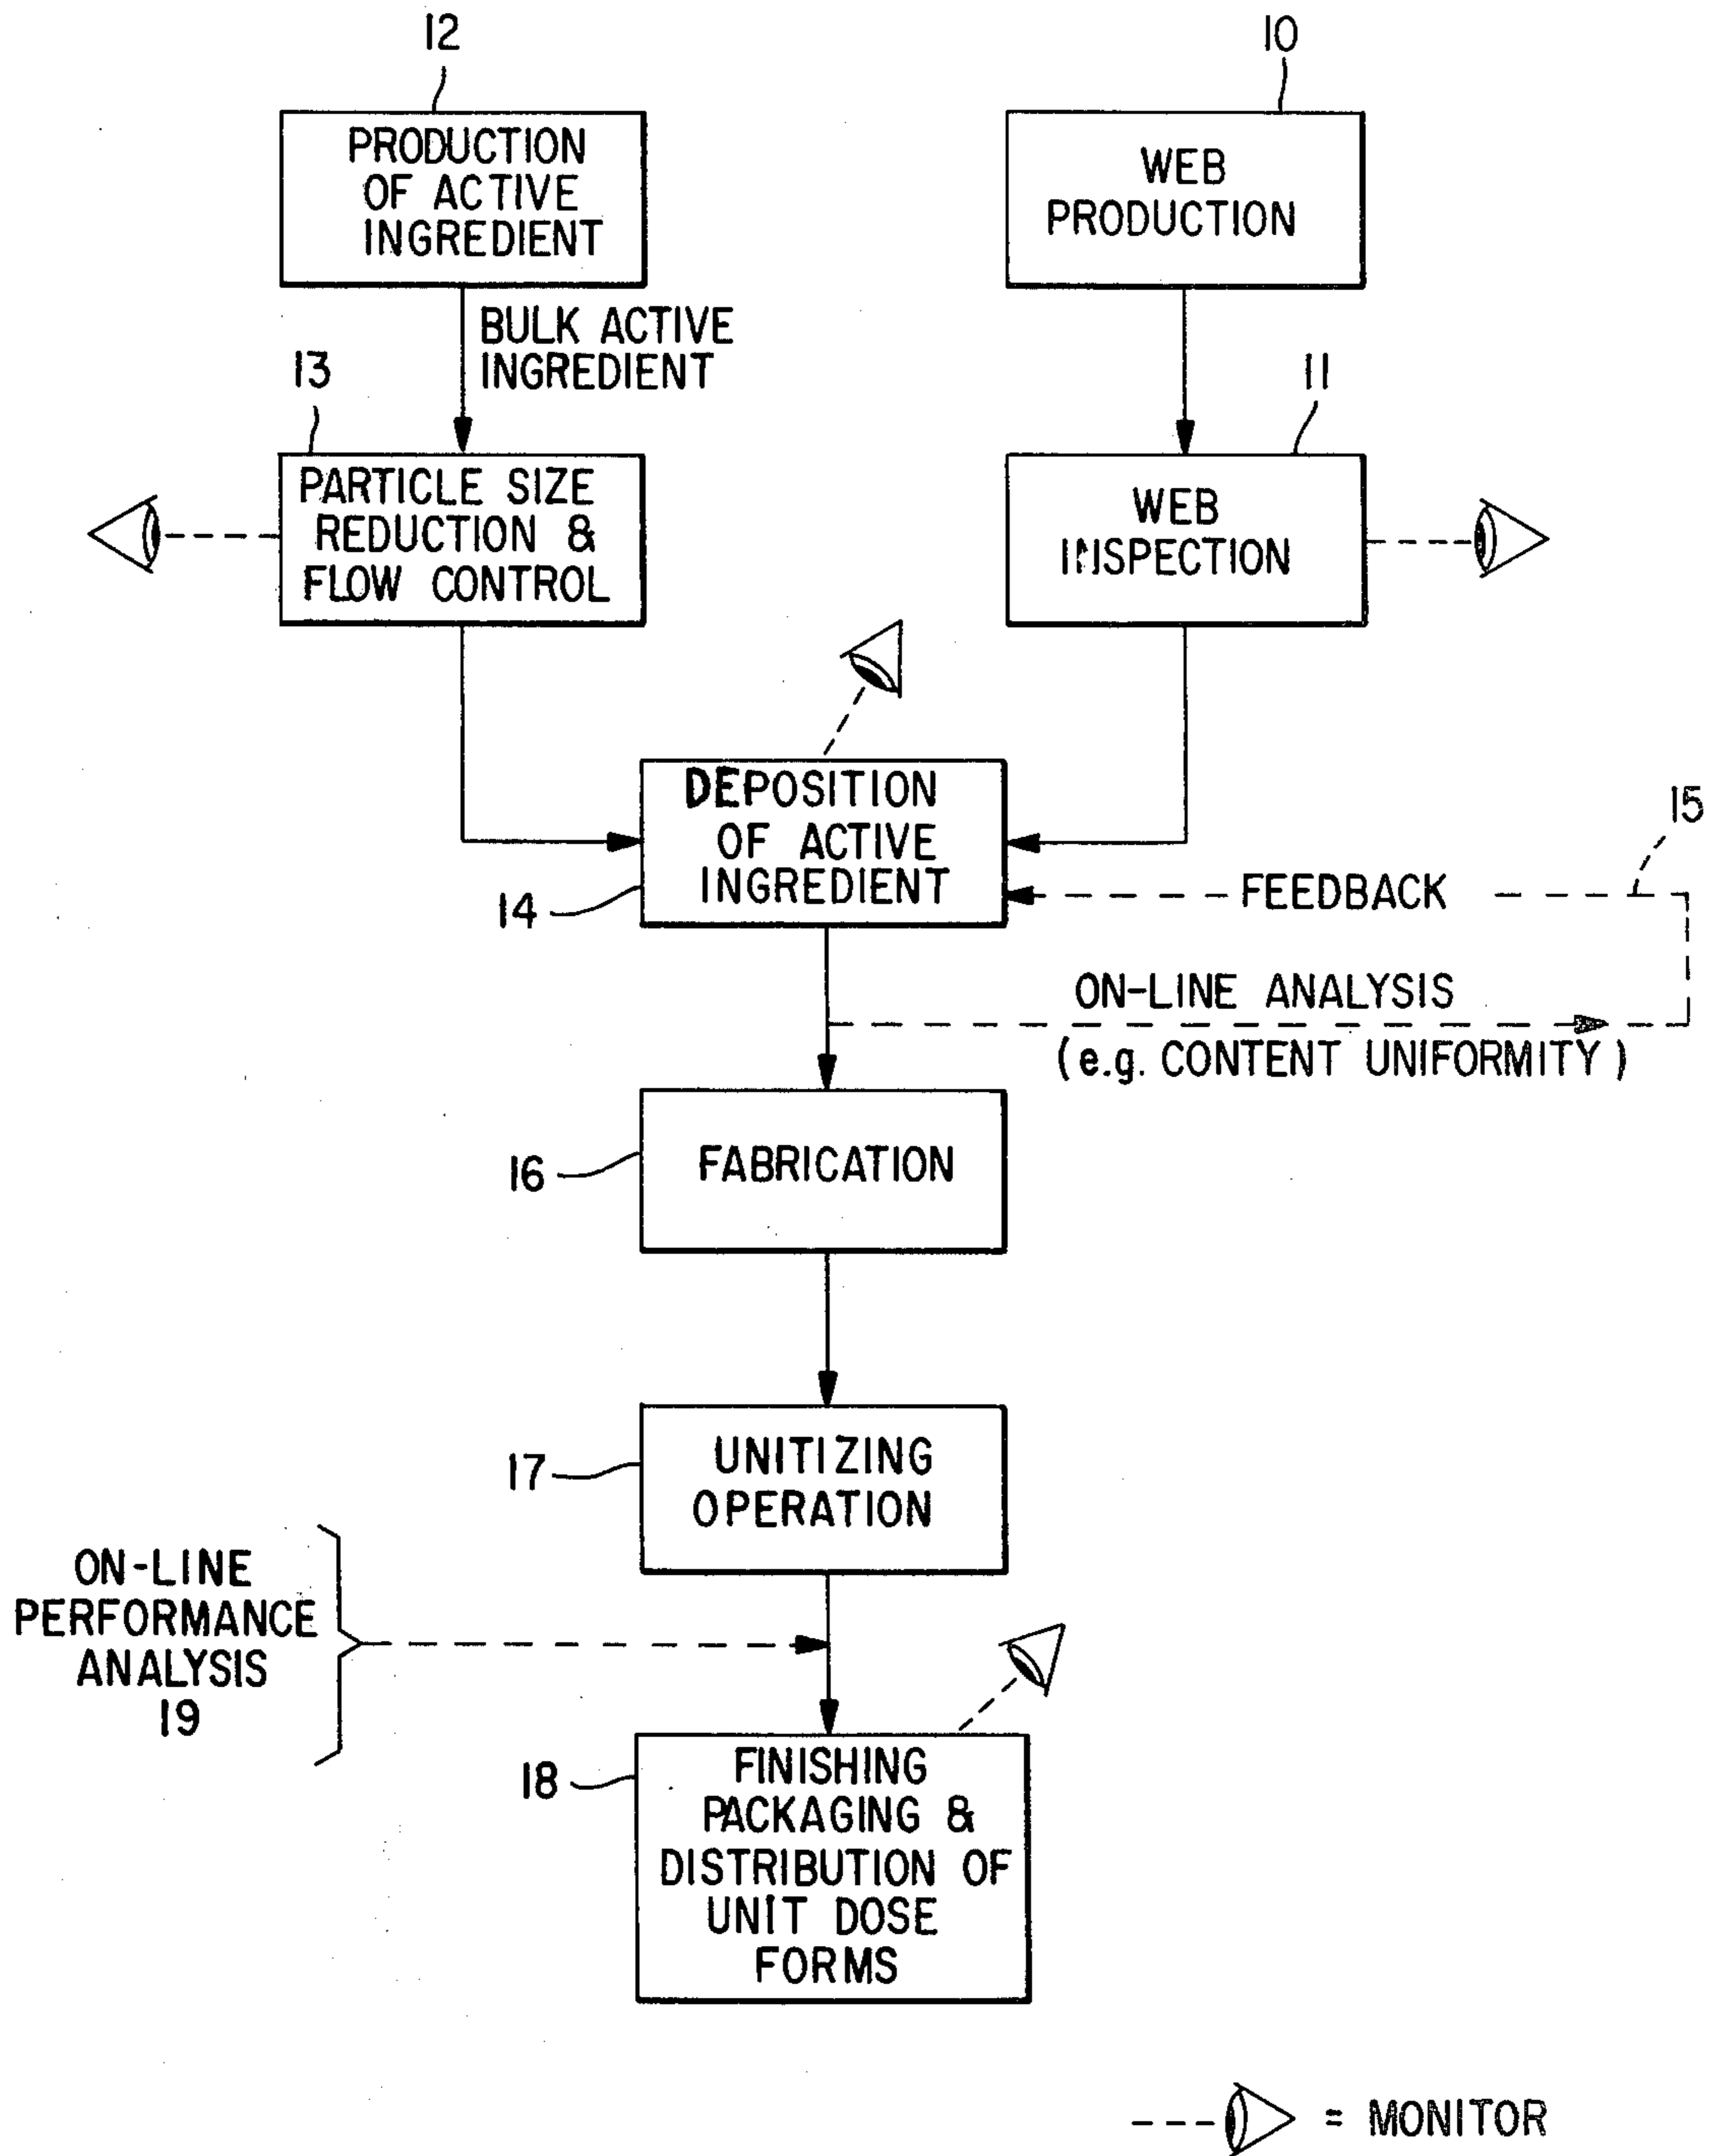 12
10
PRODUCTION
OF ACTIVE
INGREDIENT
WEB
PRODUCTION
BULK ACTIVE
INGREDIENT
13
11
PARTICLE SIZE
REDUCTION &
FLOW CONTROL
WEB
INSPECTION
DEPOSITION
OF ACTIVE
INGREDIENT
14
15
FEEDBACK
ON-LINE ANALYSIS
(e.g. CONTENT UNIFORMITY)
16
FABRICATION
17
UNITIZING
OPERATION
ON-LINE
PERFORMANCE
ANALYSIS
19
18
FINISHING
PACKAGING &
DISTRIBUTION OF
UNIT DOSE
FORMS
= MONITOR